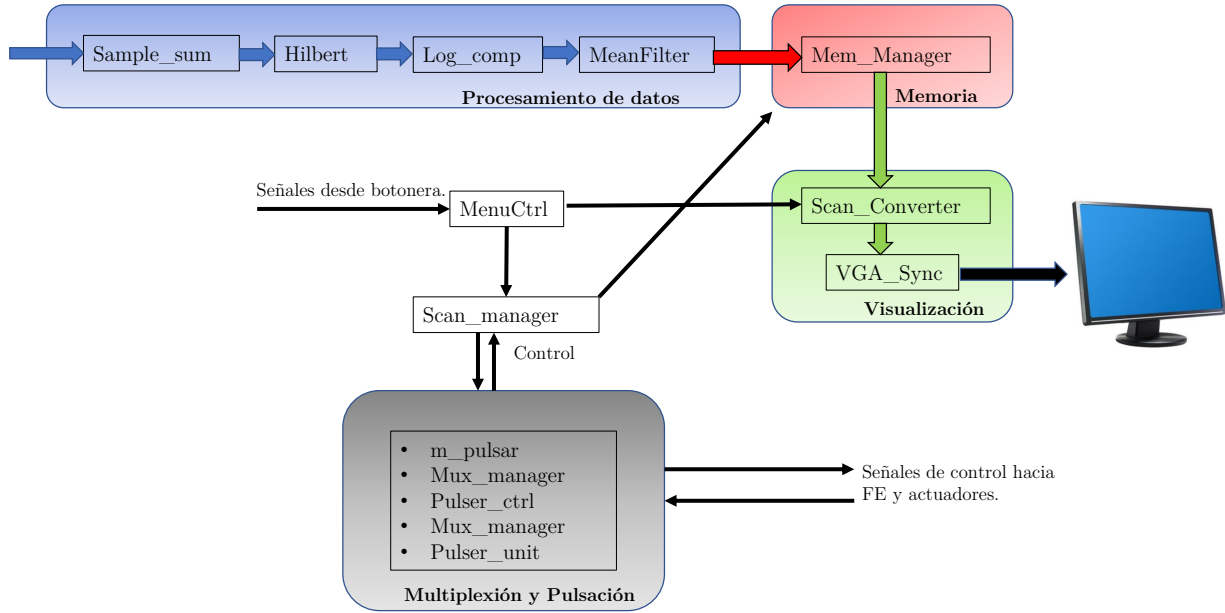 Sample_sum
Hilbert
Log_comp
MeanFilter
Procesamiento de datos
Mem_Manager
Memoria
Señales desde botonera.
MenuCtrl
Scan_Converter
VGA_Sync
Visualización
Scan_manager
Control
• m_pulsar
• Mux_manager
• Pulser_ctrl
• Mux_manager
• Pulser_unit
Multiplexión y Pulsación
Señales de control hacia
FE y actuadores.